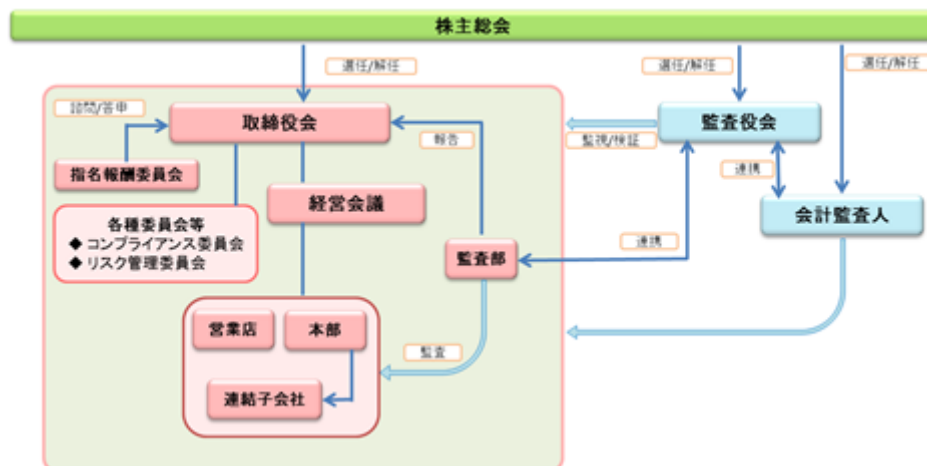 株主総会
選任/解任
選任/解任
選任/解任
諮問/答申
取締役会
報告
監視/検証
監査役会
指名報酬委員会
連携
経営会議
会計監査人
各種委員会等
◆ コンプライアンス委員会
◆ リスク管理委員会
連携
監査部
営業店
本部
監査
連結子会社